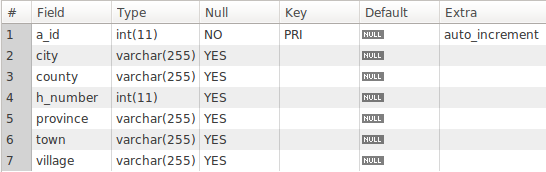 # Field Type Null Key Default Extra
1 a_id int(11) NO PRI NULL auto_increment
2 city varchar(255) YES NULL
3 county varchar(255) YES NULL
4 h_number int(11) YES NULL
5 province varchar(255) YES NULL
6 town varchar(255) YES NULL
7 village varchar(255) YES NULL